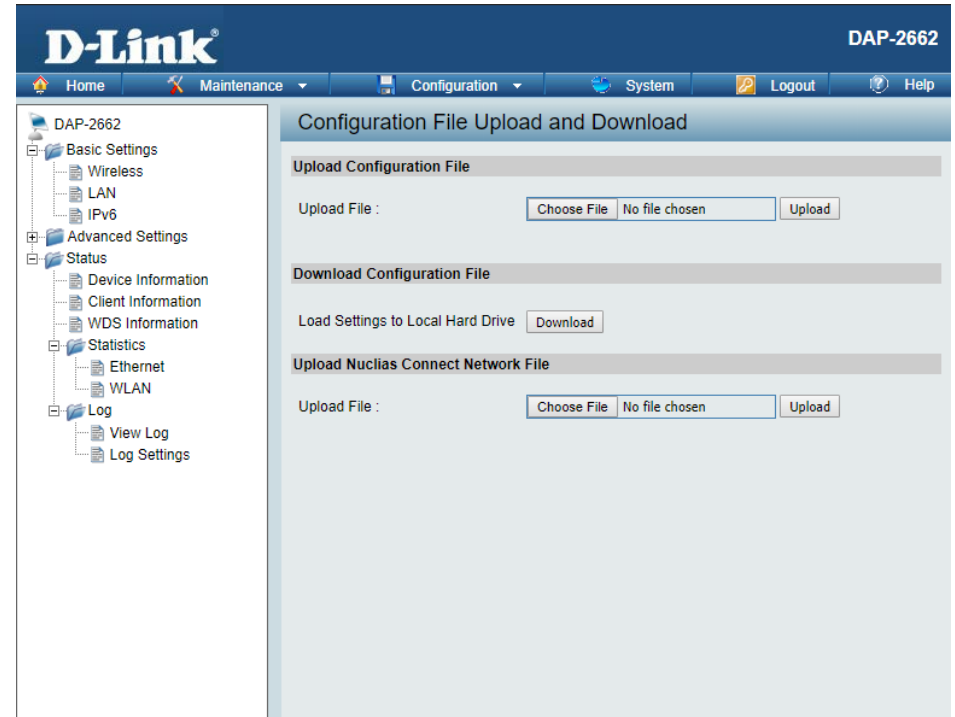 D-Link®
DAP-2662
Home Maintenance Configuration System Logout Help
DAP-2662
Basic Settings
Wireless
LAN
IPv6
Advanced Settings
Status
Device Information
Client Information
WDS Information
Statistics
Ethernet
WLAN
Log
View Log
Log Settings
Configuration File Upload and Download
Upload Configuration File
Upload File : Choose File No file chosen Upload
Download Configuration File
Load Settings to Local Hard Drive Download
Upload Nuclias Connect Network File
Upload File : Choose File No file chosen Upload